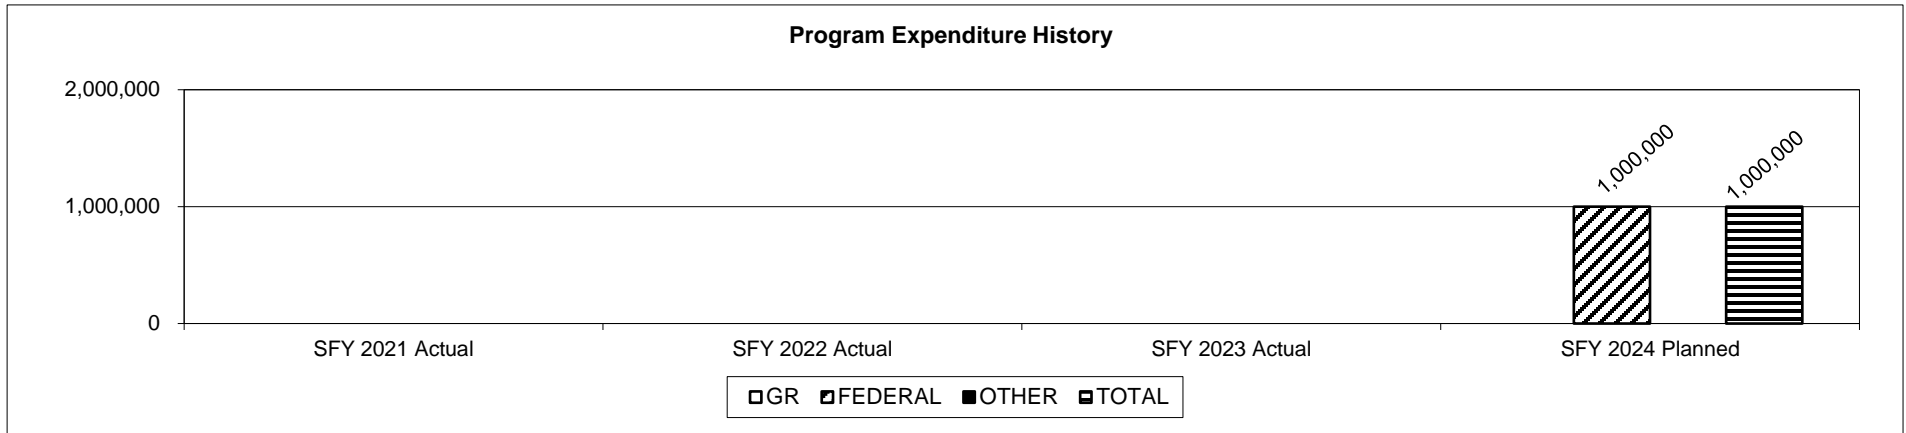 Program Expenditure History
2,000,000
1,000,000
0
1,000,000
1,000,000
SFY 2021 Actual SFY 2022 Actual SFY 2023 Actual SFY 2024 Planned
GR FEDERAL OTHER TOTAL